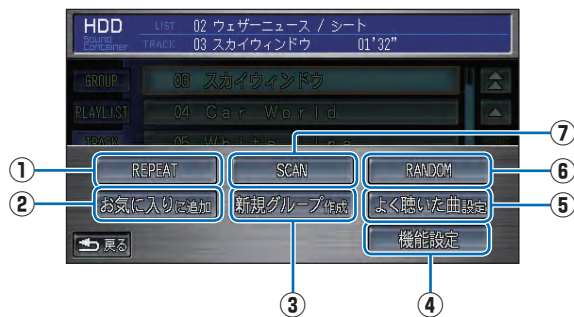 HDD LIST 02 ウェザーニュース / シート
Sound Container TRACK 03 スカイウィンドウ 01'32"
GROUP 03 スカイウィンドウ
PLAYLIST 04 Car World
TRACK 05
⑦
① REPEAT SCAN RANDOM ⑥
② お気に入りに追加 新規グループ作成 よく聴いた曲設定 ⑤
戻る 機能設定
③ ④